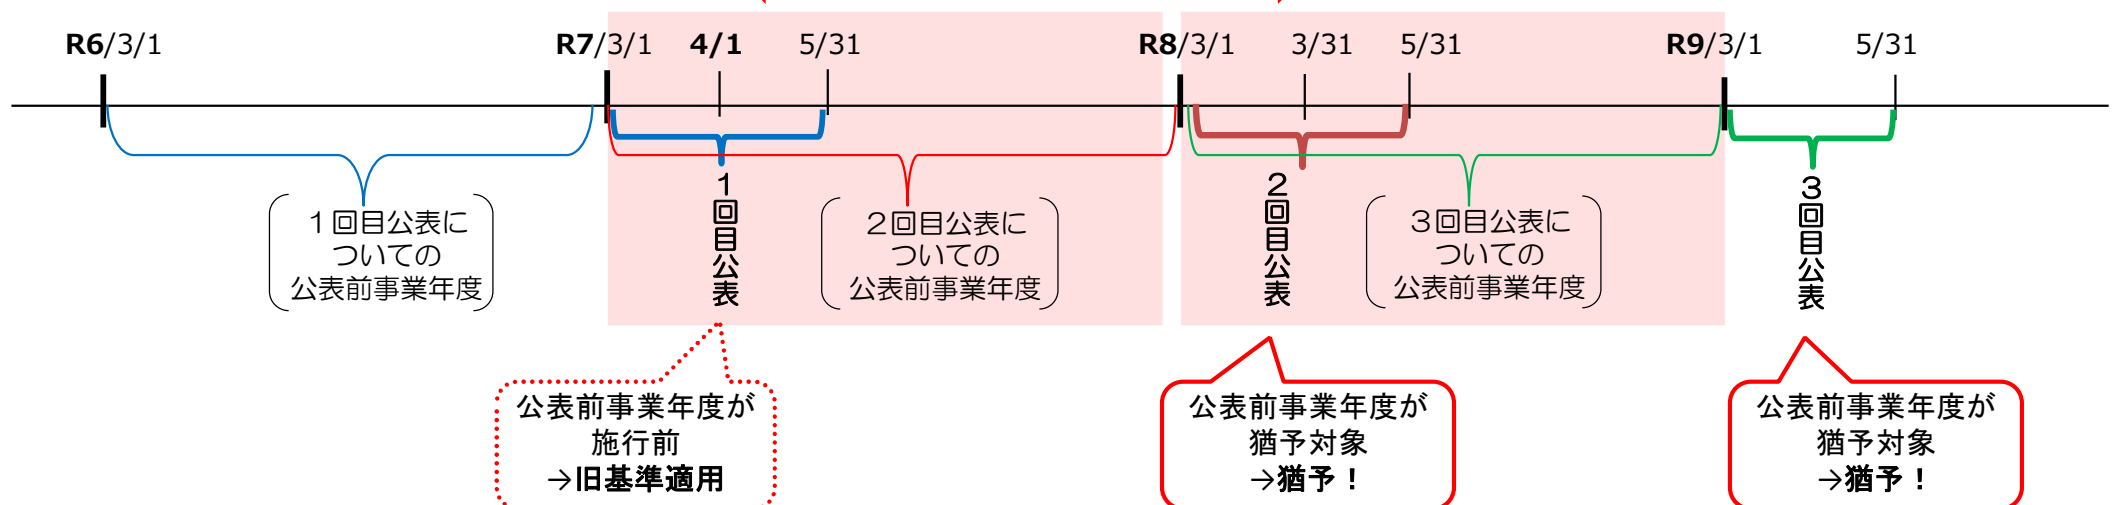 R6/3/1
R7/3/1
4/1
5/31
R8/3/1
3/31
5/31
R9/3/1
5/31
1回目公表に
ついての
公表前事業年度
1回目公表
2回目公表に
ついての
公表前事業年度
2回目公表
3回目公表に
ついての
公表前事業年度
3回目公表
公表前事業年度が
施行前
→旧基準適用
公表前事業年度が
猶予対象
→猶予！
公表前事業年度が
猶予対象
→猶予！